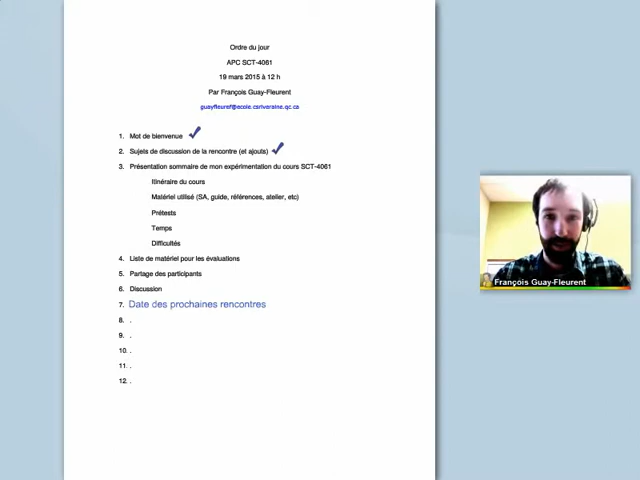 Ordre du jour
APC SCT-4061
19 mars 2015 à 12 h
Par François Guay-Fleurent
guayfleuref@ecole.csriveraine.qc.ca
1. Mot de bienvenue
2. Sujets de discussion de la rencontre (et ajouts)
3. Présentation sommaire de mon expérimentation du cours SCT-4061
Itinéraire du cours
Matériel utilisé (SA, guide, références, atelier, etc)
Prétests
Temps
Difficultés
4. Liste de matériel pour les évaluations
5. Partage des participants
6. Discussion
7. Date des prochaines rencontres
8. .
9. .
10. .
11. .
12. .
François Guay-Fleurent